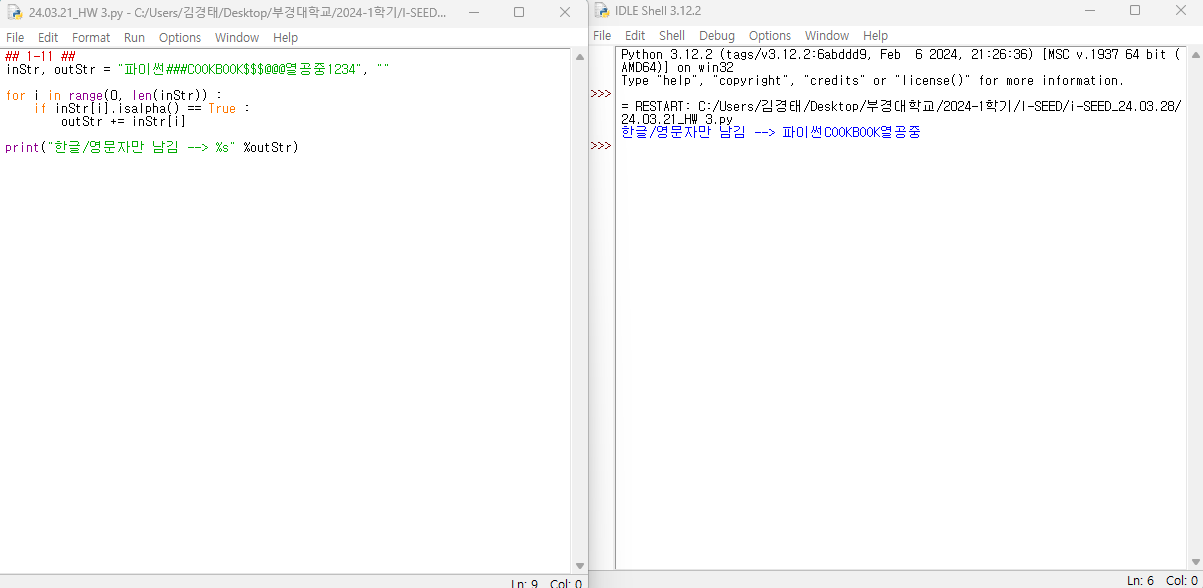 24.03.21_HW 3.py - C:/Users/김경태/Desktop/부경대학교/2024-1학기/I-SEED...
File Edit Format Run Options Window Help
## 1-11 ##
inStr, outStr = "파이썬###COOKBOOK$$$@@@열공중1234", ""
for i in range(0, len(inStr)) :
    if inStr[i].isalpha() == True :
        outStr += inStr[i]
print("한글/영문자만 남김 --> %s" %outStr)
Ln: 9 Col: 0
IDLE Shell 3.12.2
File Edit Shell Debug Options Window Help
Python 3.12.2 (tags/v3.12.2:6abddd9, Feb  6 2024, 21:26:36) [MSC v.1937 64 bit (
AMD64)] on win32
Type "help", "copyright", "credits" or "license()" for more information.
>>>
= RESTART: C:/Users/김경태/Desktop/부경대학교/2024-1학기/I-SEED/i-SEED_24.03.28/
24.03.21_HW 3.py
한글/영문자만 남김 --> 파이썬COOKBOOK열공중
>>>
Ln: 6 Col: 0